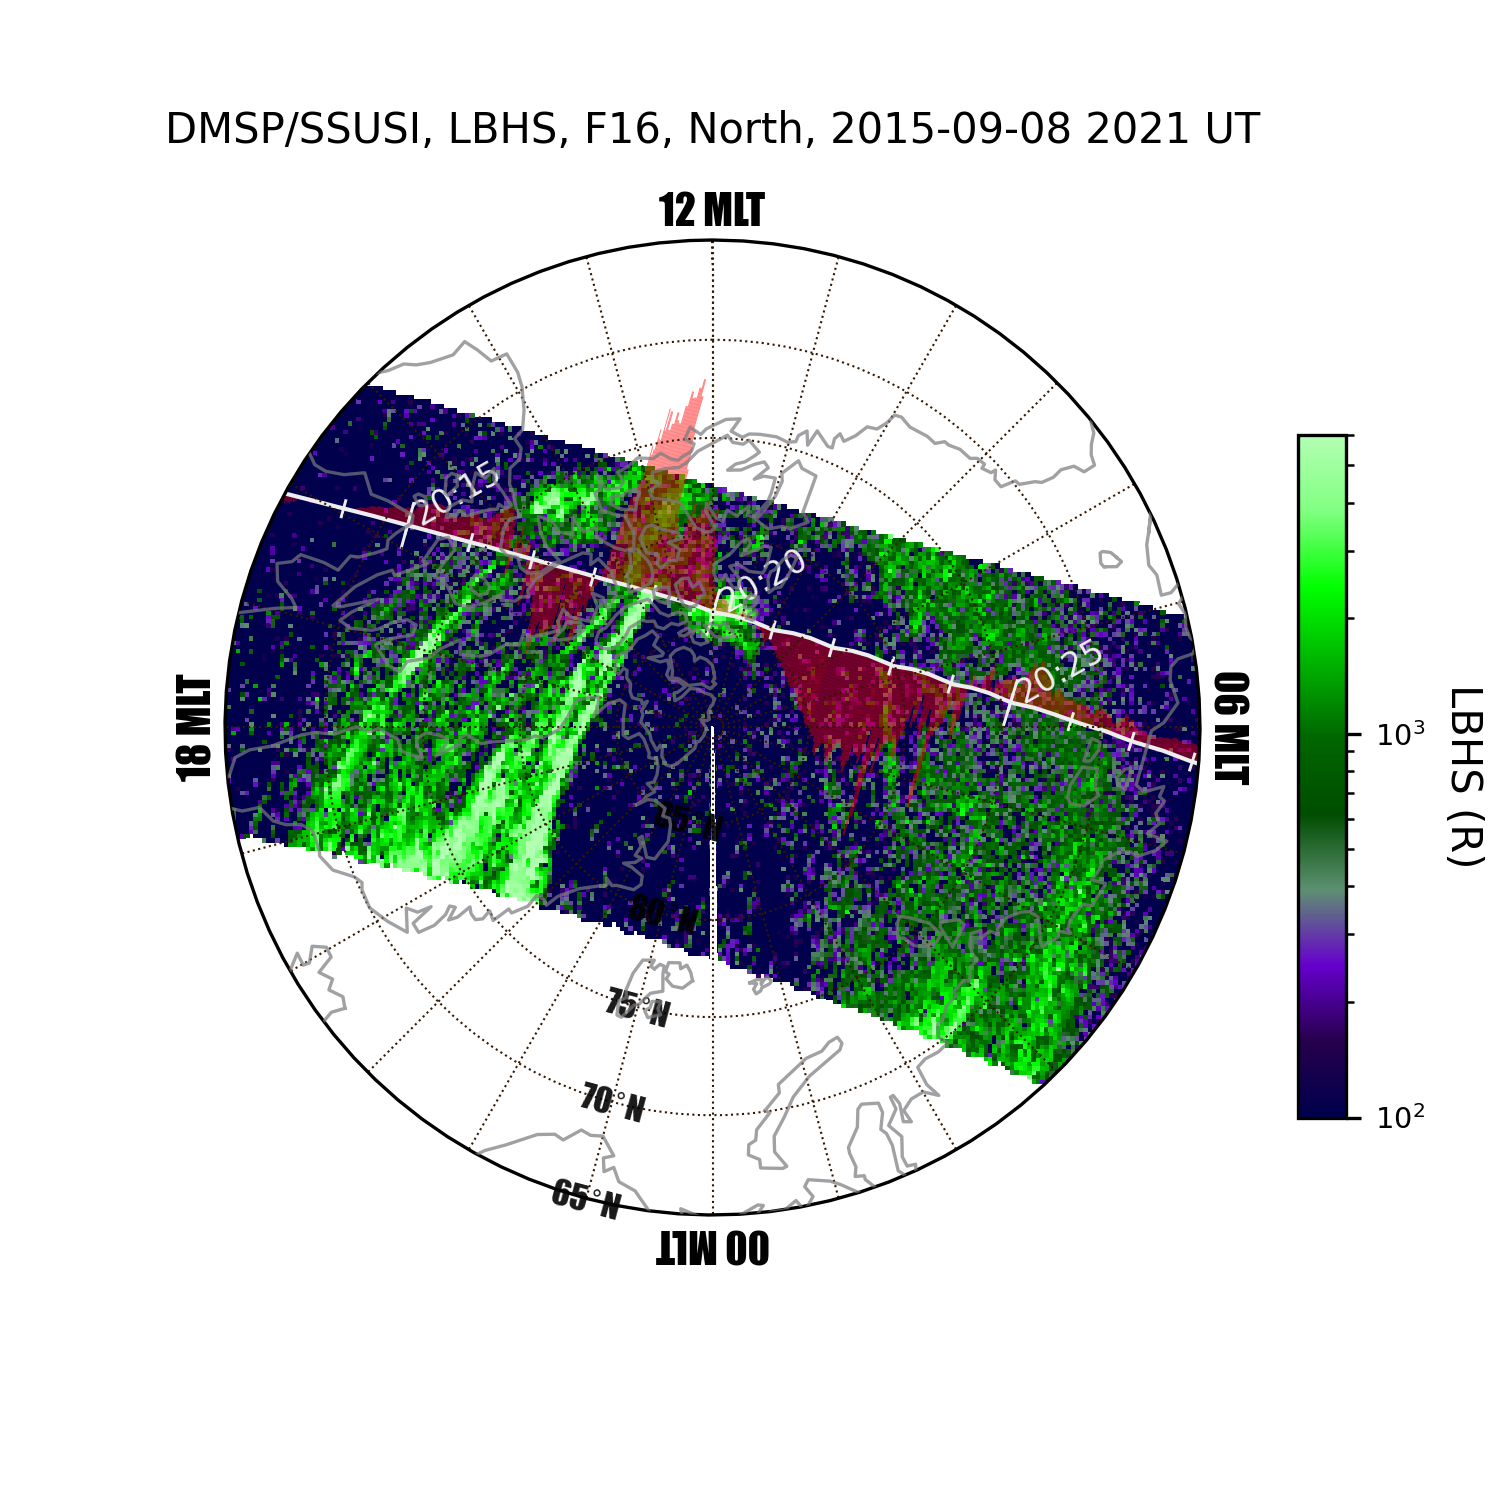 DMSP/SSUSI, LBHS, F16, North, 2015-09-08 2021 UT
12 MLT
20:15
20:20
20:25
18 MLT
06 MLT
80°N
75°N
70°N
65°N
00 MLT
10³
10²
LBHS (R)